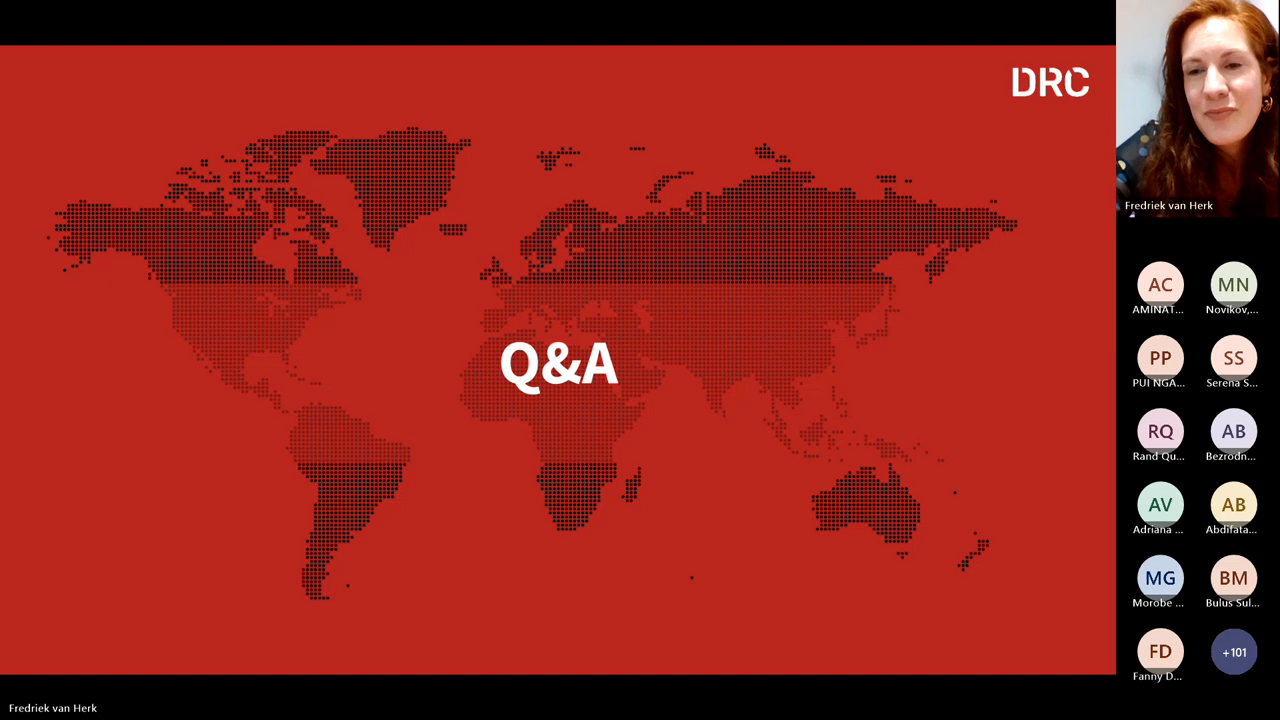 DRC
Q&A
Fredriek van Herk
AC
MN
AMINAT...
Novikov,...
PP
SS
PUI NGA...
Serena S...
RQ
AB
Rand Qu...
Bezrodn...
AV
AB
Adriana ...
Abdifata...
MG
BM
Morobe ...
Bulus Sul...
FD
+101
Fanny D...
Fredriek van Herk